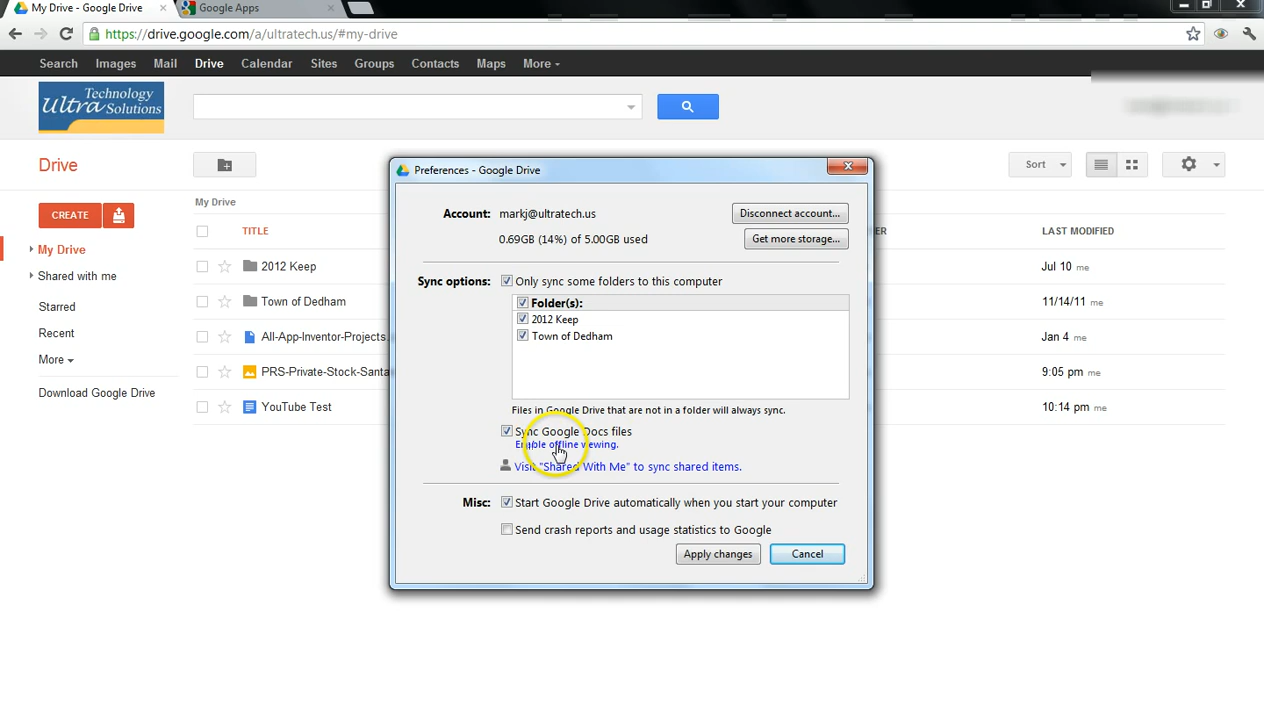 My Drive - Google Drive
Google Apps
https://drive.google.com/a/ultratech.us/#my-drive
Search Images Mail Drive Calendar Sites Groups Contacts Maps More
Technology
Ultra Solutions
Drive
Sort
My Drive
CREATE
TITLE
LAST MODIFIED
My Drive
Shared with me
Starred
Recent
More
Download Google Drive
2012 Keep
Jul 10 me
Town of Dedham
11/14/11 me
All-App-Inventor-Projects.
Jan 4 me
PRS-Private-Stock-Santa
9:05 pm me
YouTube Test
10:14 pm me
Preferences - Google Drive
Account: markj@ultratech.us
Disconnect account...
0.69GB (14%) of 5.00GB used
Get more storage...
Sync options: Only sync some folders to this computer
Folder(s):
2012 Keep
Town of Dedham
Files in Google Drive that are not in a folder will always sync.
Sync Google Docs files
Enable offline viewing.
Visit "Shared With Me" to sync shared items.
Misc: Start Google Drive automatically when you start your computer
Send crash reports and usage statistics to Google
Apply changes
Cancel